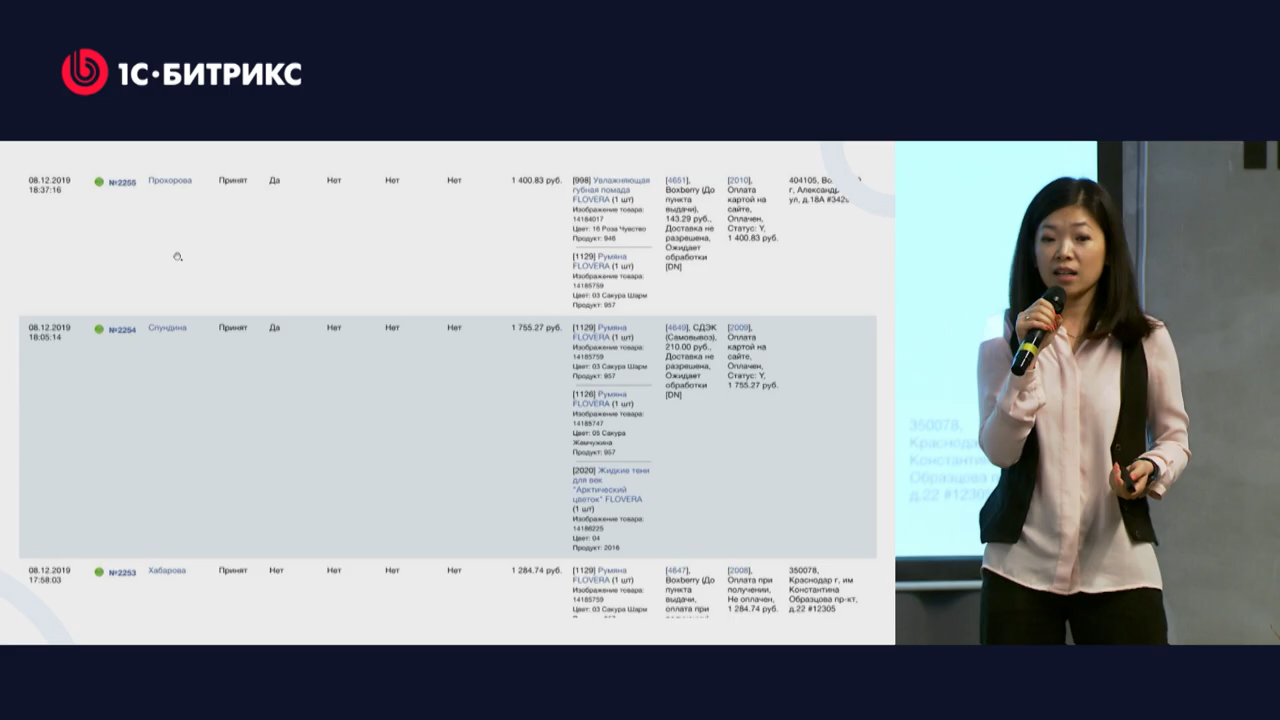 1С·БИТРИКС
08.12.2019
18:37:16
№2255
Прохорова
Принят
Да
Нет
Нет
Нет
1 400.83 руб.
[998] Увлажняющая
губная помада
FLOVERA (1 шт)
Изображение товара:
14184017
Цвет: 16 Роза Чувство
Продукт: 946
[1129] Румяна
FLOVERA (1 шт)
Изображение товара:
14185759
Цвет: 03 Сакура Шарм
Продукт: 957
[4651],
Boxberry (До
пункта
выдачи),
143.29 руб.,
Доставка не
разрешена,
Ожидает
обработки
[DN]
[2010],
Оплата
картой на
сайте,
Оплачен,
Статус: Y,
1 400.83 руб.
404105,
г, Александ
ул, д.18А
08.12.2019
18:05:14
№2254
Слундина
Принят
Да
Нет
Нет
Нет
1 755.27 руб.
[1129] Румяна
FLOVERA (1 шт)
Изображение товара:
14185759
Цвет: 03 Сакура Шарм
Продукт: 957
[1126] Румяна
FLOVERA (1 шт)
Изображение товара:
14185747
Цвет: 05 Сакура
Жемчужина
Продукт: 957
[2020] Жидкие тени
для век
"Арктический
цветок" FLOVERA
(1 шт)
Изображение товара:
14186225
Цвет: 04
Продукт: 2016
[4649], СДЭК
(Самовывоз),
210.00 руб.,
Доставка не
разрешена,
Ожидает
обработки
[DN]
[2009],
Оплата
картой на
сайте,
Оплачен,
Статус: Y,
1 755.27 руб.
08.12.2019
17:58:03
№2253
Хабарова
Принят
Нет
Нет
Нет
Нет
1 284.74 руб.
[1129] Румяна
FLOVERA (1 шт)
Изображение товара:
14185759
Цвет: 03 Сакура Шарм
[4647],
Boxberry (До
пункта
выдачи,
оплата при
[2008],
Оплата при
получении,
Не оплачен,
1 284.74 руб.
350078,
Краснодар г, им
Константина
Образцова пр-кт,
д.22 #12305
350078,
Краснода
Константин
Образцова
д.22 #12305